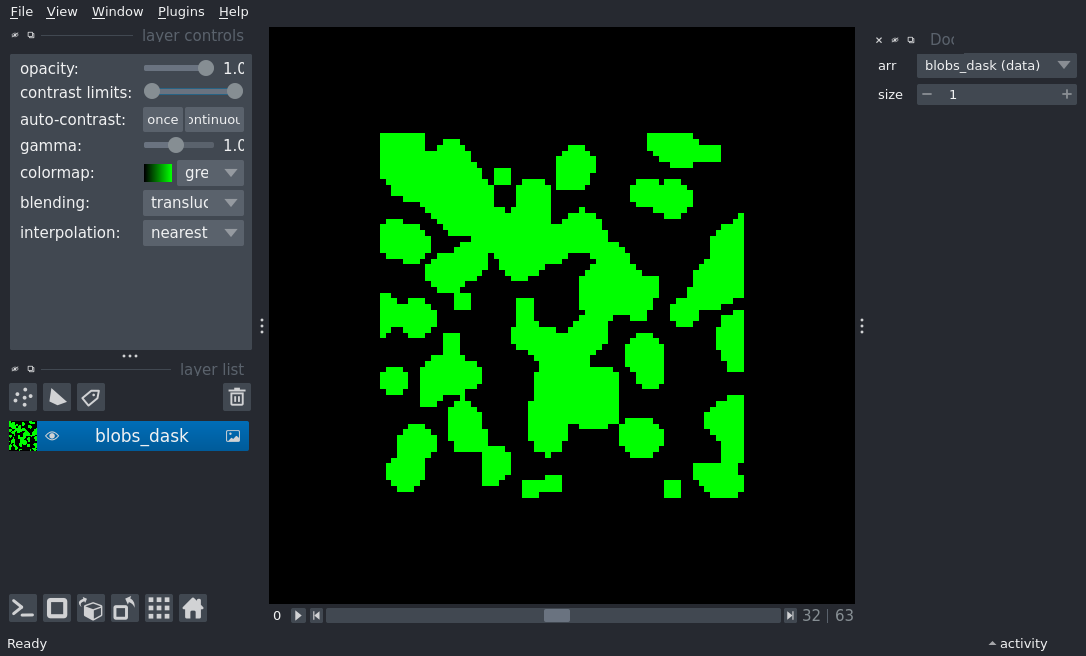 File View Window Plugins Help
layer controls
opacity: 1.0
contrast limits:
auto-contrast: once ontinuou
gamma: 1.0
colormap: gre
blending: transluc
interpolation: nearest
layer list
blobs_dask
0 32 | 63
Doc
arr blobs_dask (data)
size 1
Ready activity